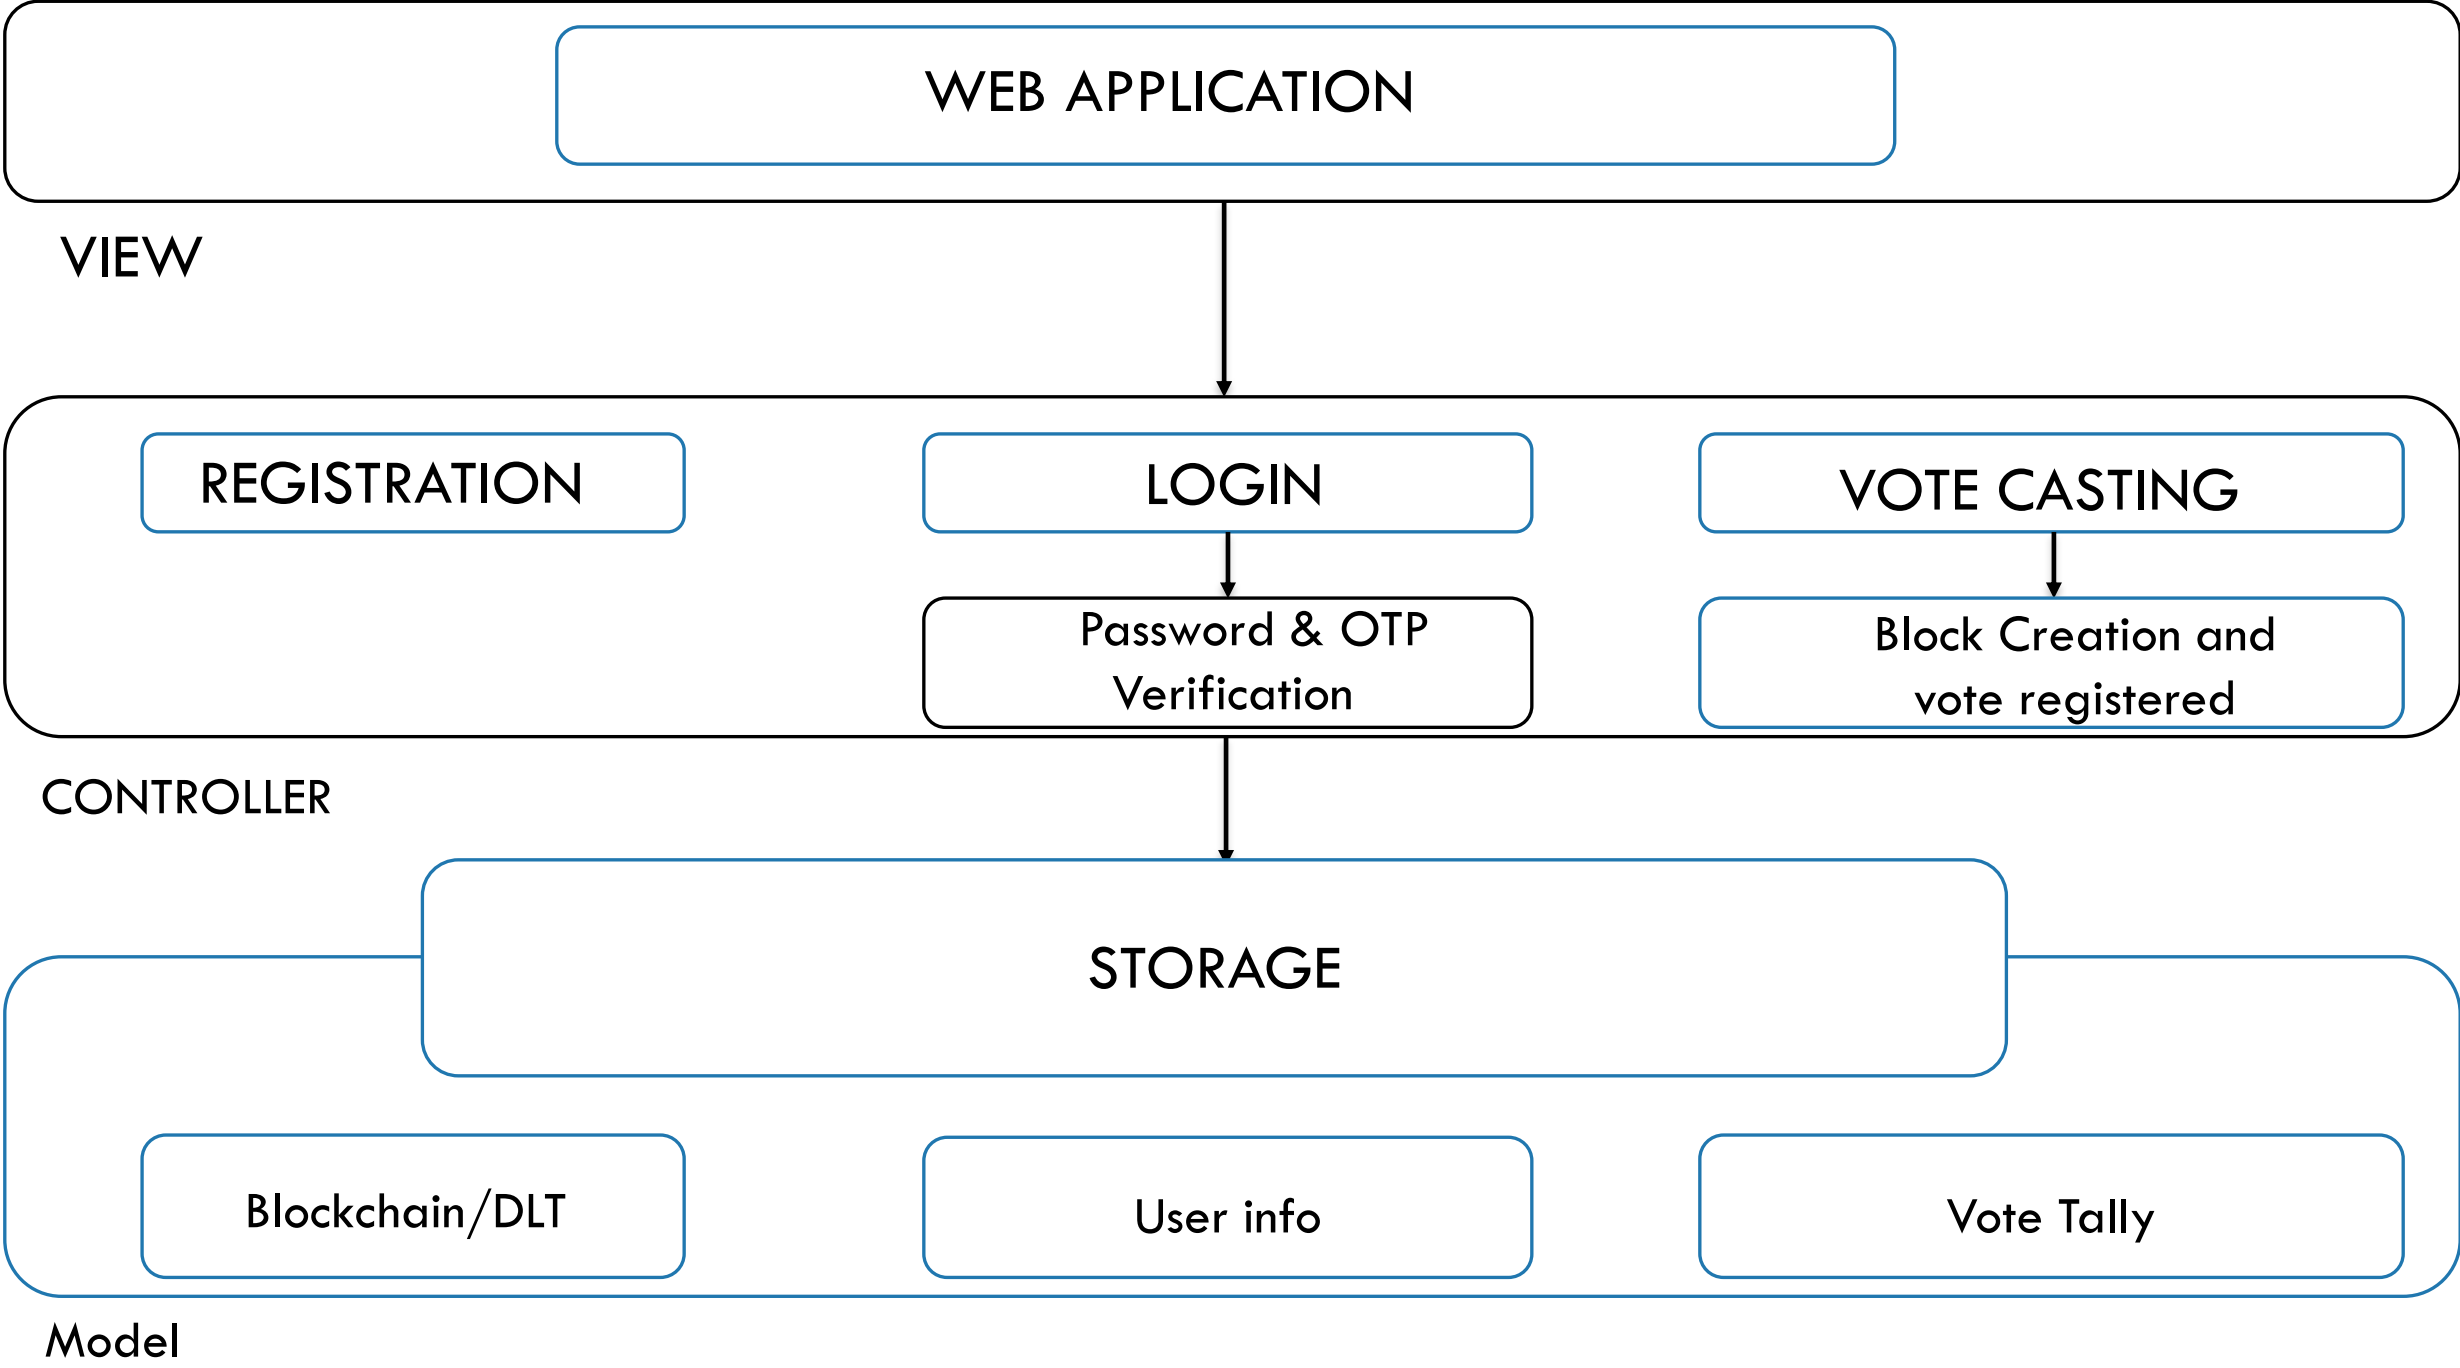 WEB APPLICATION
VIEW
REGISTRATION
LOGIN
VOTE CASTING
Password & OTP
Verification
Block Creation and
vote registered
CONTROLLER
STORAGE
Blockchain/DLT
User info
Vote Tally
Model